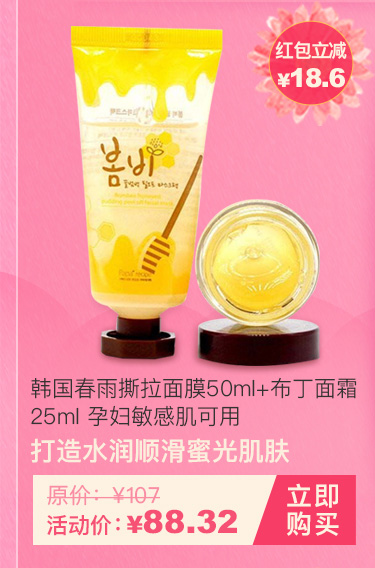 红包立减
¥18.6
봄비
韩国春雨撕拉面膜50ml+布丁面霜
25ml 孕妇敏感肌可用
打造水润顺滑蜜光肌肤
原价：¥107
活动价：¥88.32
立即
购买